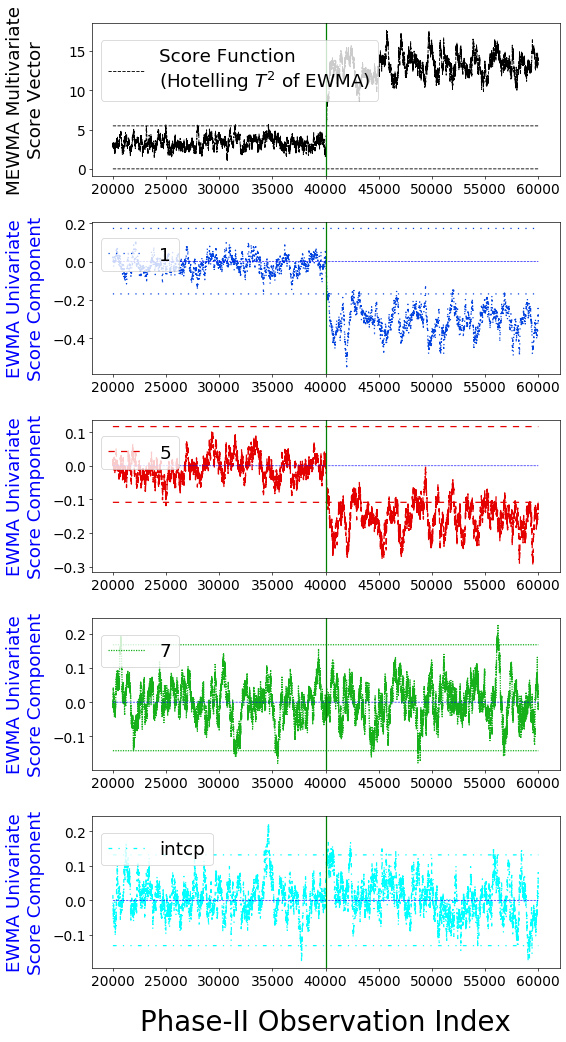 MEWMA Multivariate
Score Vector
15
10
5
0
Score Function
(Hotelling T² of EWMA)
20000 25000 30000 35000 40000 45000 50000 55000 60000
EWMA Univariate
Score Component
0.2
0.0
−0.2
−0.4
1
20000 25000 30000 35000 40000 45000 50000 55000 60000
EWMA Univariate
Score Component
0.1
0.0
−0.1
−0.2
−0.3
5
20000 25000 30000 35000 40000 45000 50000 55000 60000
EWMA Univariate
Score Component
0.2
0.1
0.0
−0.1
7
20000 25000 30000 35000 40000 45000 50000 55000 60000
EWMA Univariate
Score Component
0.2
0.1
0.0
−0.1
intcp
20000 25000 30000 35000 40000 45000 50000 55000 60000
Phase-II Observation Index